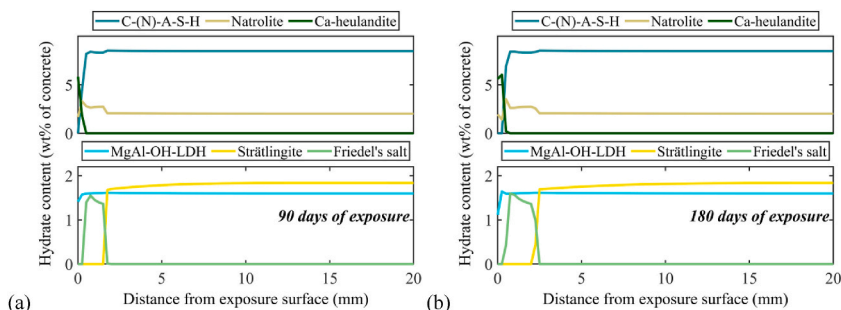 C-(N)-A-S-H Natrolite Ca-heulandite
C-(N)-A-S-H Natrolite Ca-heulandite
Hydrate content (wt% of concrete)
5
0
MgAl-OH-LDH Strätlingite Friedel's salt
2
1
0
90 days of exposure
0 5 10 15 20
Distance from exposure surface (mm)
(a)
Hydrate content (wt% of concrete)
5
0
MgAl-OH-LDH Strätlingite Friedel's salt
2
1
0
180 days of exposure
0 5 10 15 20
Distance from exposure surface (mm)
(b)